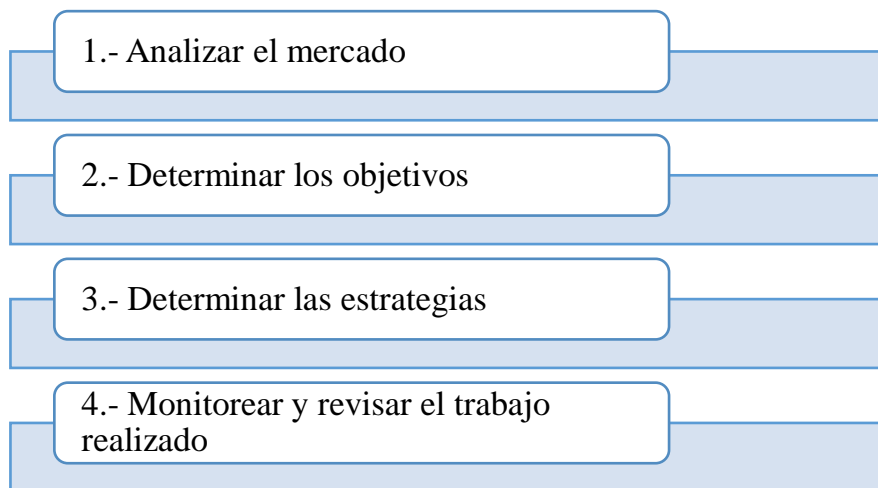 1.- Analizar el mercado
2.- Determinar los objetivos
3.- Determinar las estrategias
4.- Monitorear y revisar el trabajo
realizado